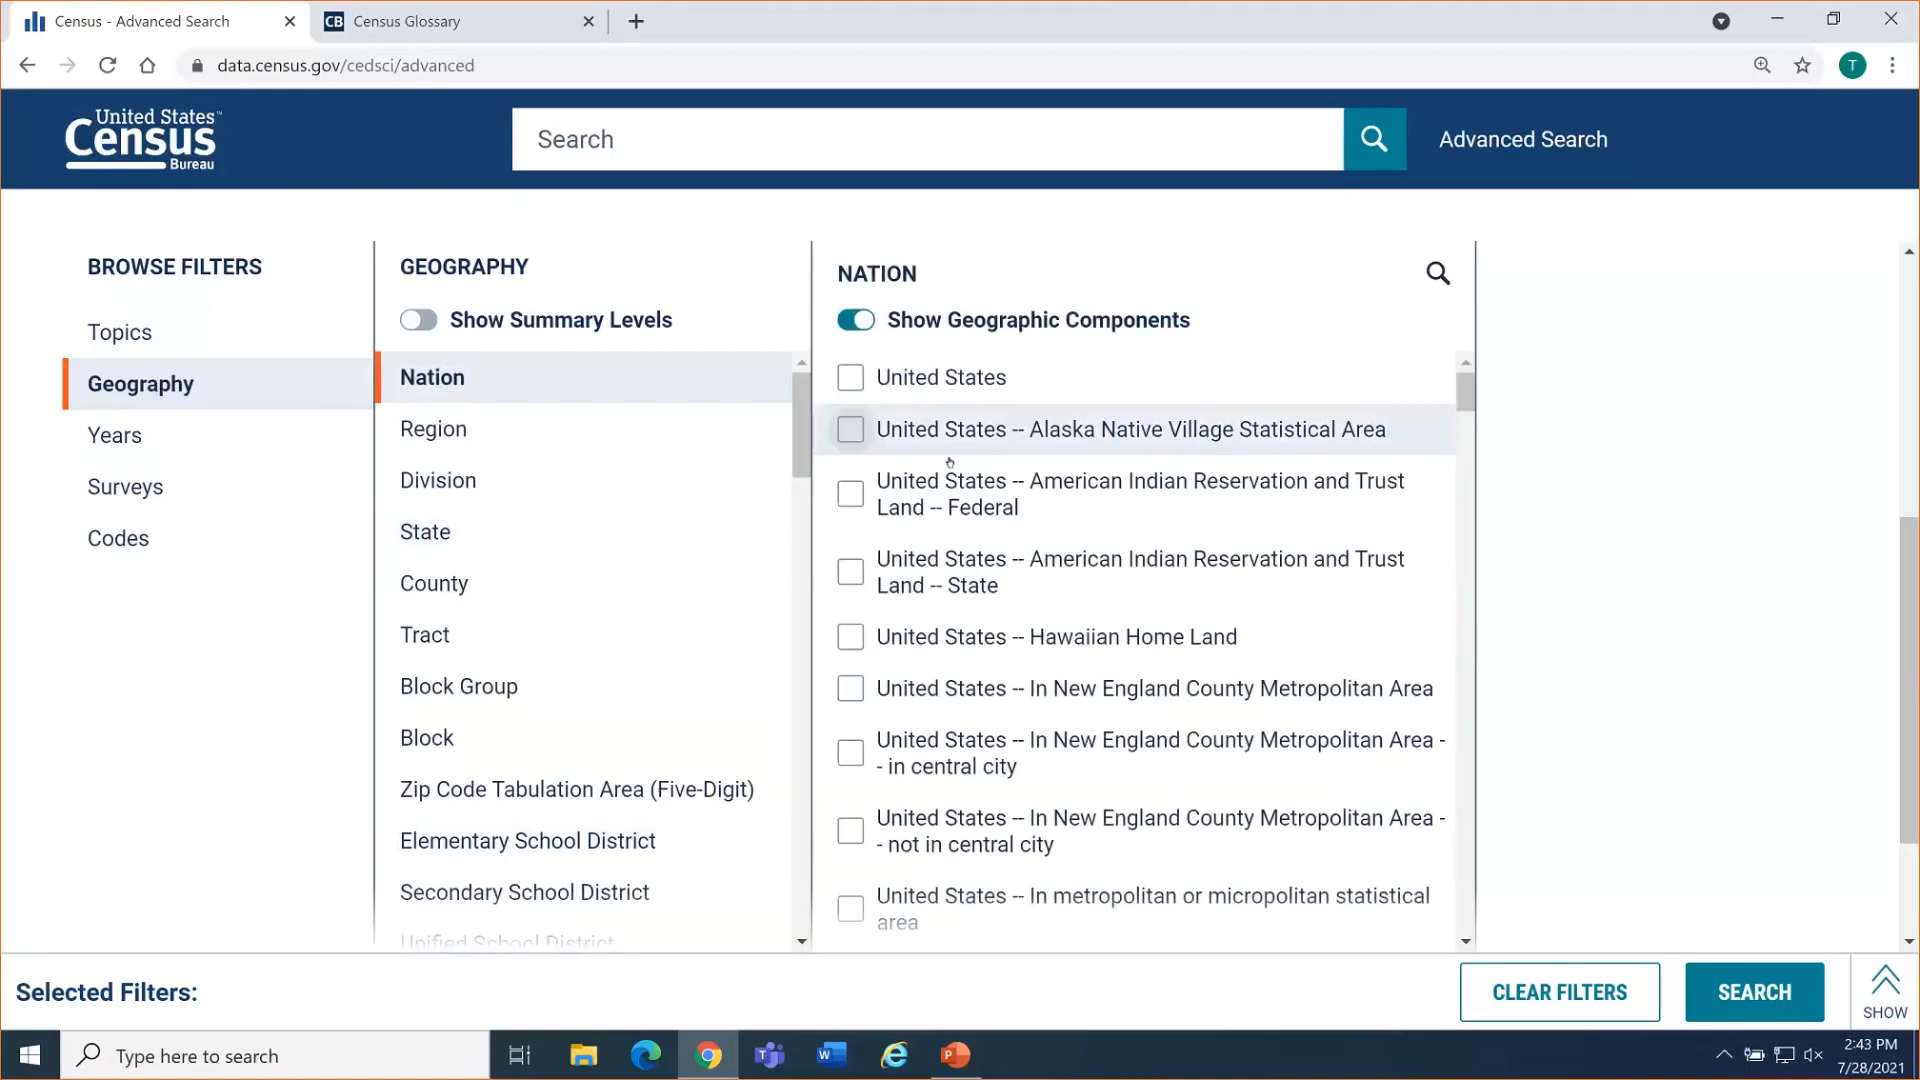 Census - Advanced Search
CB Census Glossary
data.census.gov/cedsci/advanced
T
United States™
Census
Bureau
Search
Advanced Search
BROWSE FILTERS
Topics
Geography
Years
Surveys
Codes
GEOGRAPHY
Show Summary Levels
Nation
Region
Division
State
County
Tract
Block Group
Block
Zip Code Tabulation Area (Five-Digit)
Elementary School District
Secondary School District
Unified School District
NATION
Show Geographic Components
United States
United States -- Alaska Native Village Statistical Area
United States -- American Indian Reservation and Trust
Land -- Federal
United States -- American Indian Reservation and Trust
Land -- State
United States -- Hawaiian Home Land
United States -- In New England County Metropolitan Area
United States -- In New England County Metropolitan Area -
- in central city
United States -- In New England County Metropolitan Area -
- not in central city
United States -- In metropolitan or micropolitan statistical
area
Selected Filters:
CLEAR FILTERS
SEARCH
SHOW
Type here to search
2:43 PM
7/28/2021